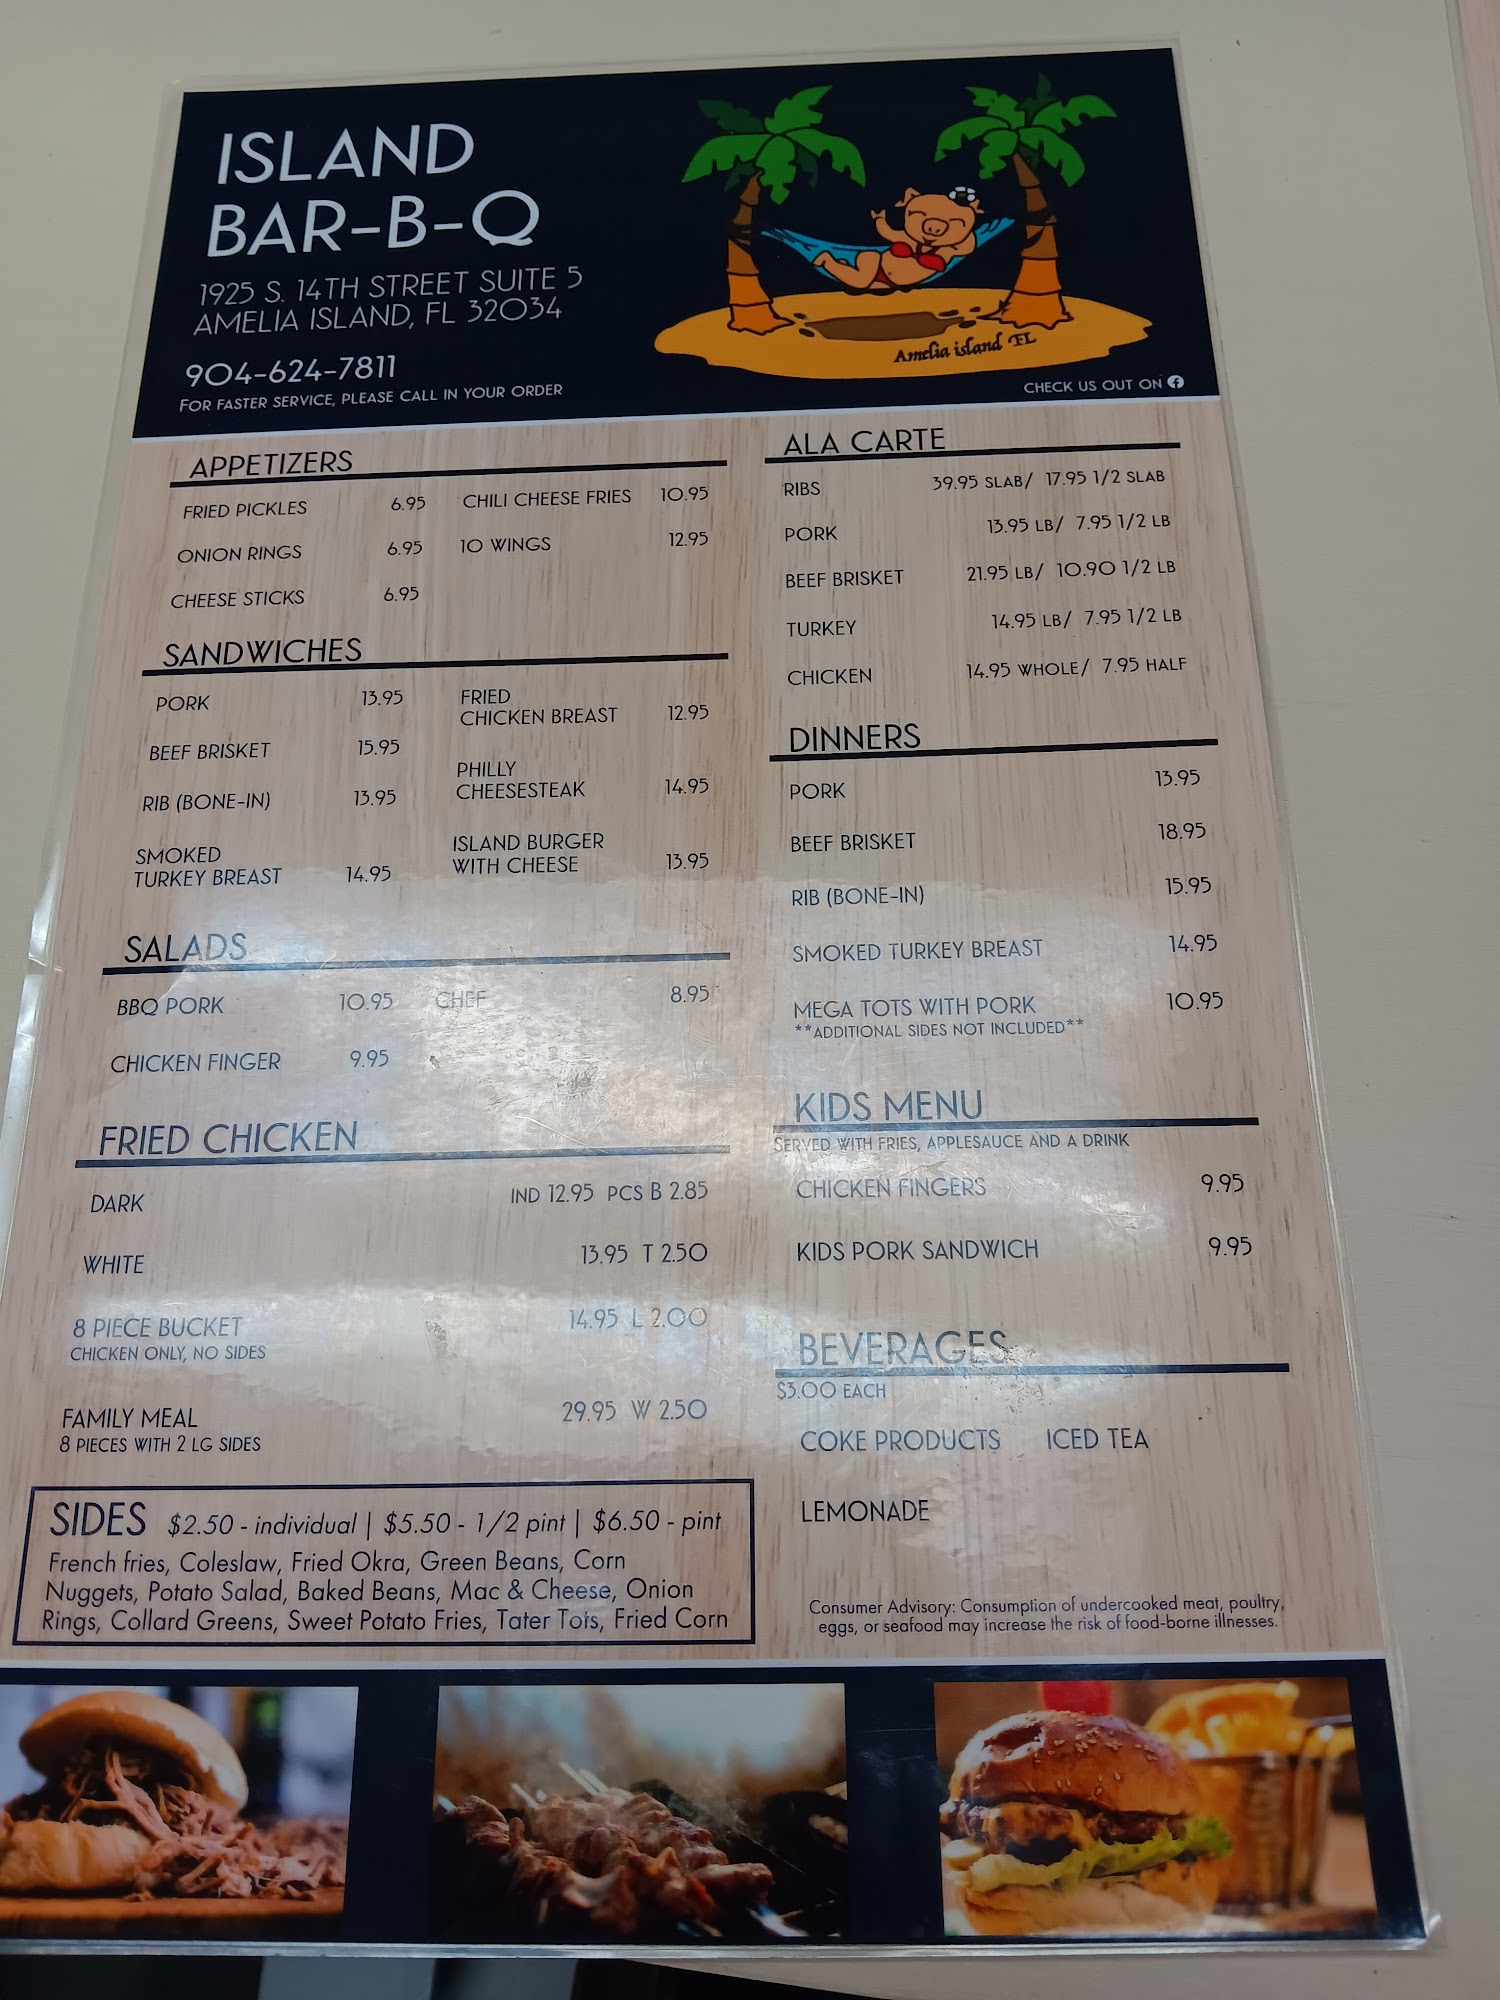 ISLAND
BAR-B-Q
1925 S. 14TH STREET SUITE 5
AMELIA ISLAND, FL 32034
904-624-7811
FOR FASTER SERVICE, PLEASE CALL IN YOUR ORDER
Amelia island FL
CHECK US OUT ON
APPETIZERS
FRIED PICKLES 6.95 CHILI CHEESE FRIES 10.95
ONION RINGS 6.95 10 WINGS 12.95
CHEESE STICKS 6.95
SANDWICHES
PORK 13.95
BEEF BRISKET 15.95
RIB (BONE-IN) 13.95
SMOKED
TURKEY BREAST 14.95
FRIED
CHICKEN BREAST 12.95
PHILLY
CHEESESTEAK 14.95
ISLAND BURGER
WITH CHEESE 13.95
SALADS
BBQ PORK 10.95 CHEF 8.95
CHICKEN FINGER 9.95
FRIED CHICKEN
DARK IND 12.95 PCS B 2.85
WHITE 13.95 T 2.50
8 PIECE BUCKET 14.95 L 2.00
CHICKEN ONLY, NO SIDES
FAMILY MEAL 29.95 W 2.50
8 PIECES WITH 2 LG SIDES
SIDES $2.50 - individual | $5.50 - 1/2 pint | $6.50 - pint
French fries, Coleslaw, Fried Okra, Green Beans, Corn
Nuggets, Potato Salad, Baked Beans, Mac & Cheese, Onion
Rings, Collard Greens, Sweet Potato Fries, Tater Tots, Fried Corn
ALA CARTE
RIBS 39.95 SLAB/ 17.95 1/2 SLAB
PORK 13.95 LB/ 7.95 1/2 LB
BEEF BRISKET 21.95 LB/ 10.90 1/2 LB
TURKEY 14.95 LB/ 7.95 1/2 LB
CHICKEN 14.95 WHOLE/ 7.95 HALF
DINNERS
PORK 13.95
BEEF BRISKET 18.95
RIB (BONE-IN) 15.95
SMOKED TURKEY BREAST 14.95
MEGA TOTS WITH PORK 10.95
**ADDITIONAL SIDES NOT INCLUDED**
KIDS MENU
SERVED WITH FRIES, APPLESAUCE AND A DRINK
CHICKEN FINGERS 9.95
KIDS PORK SANDWICH 9.95
BEVERAGES
$3.00 EACH
COKE PRODUCTS ICED TEA
LEMONADE
Consumer Advisory: Consumption of undercooked meat, poultry,
eggs, or seafood may increase the risk of food-borne illnesses.